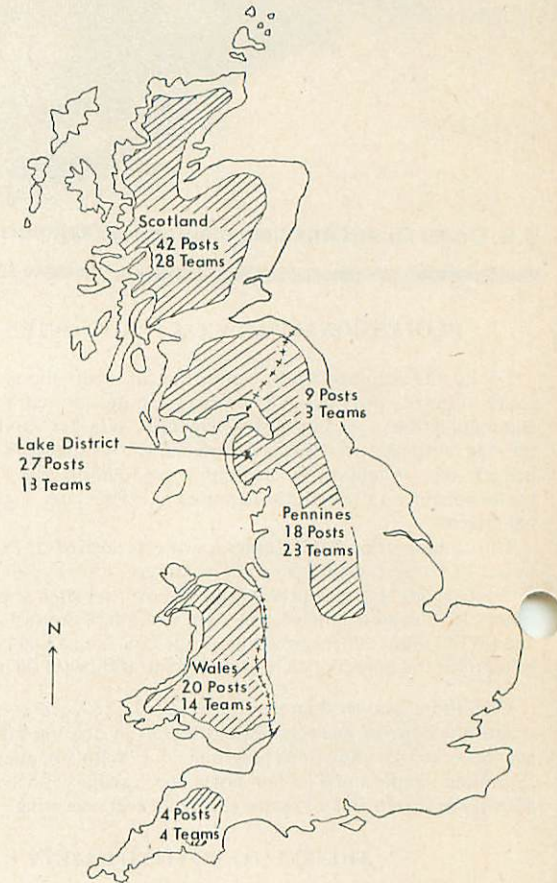 Scotland
42 Posts
28 Teams
9 Posts
3 Teams
Lake District
27 Posts
13 Teams
Pennines
18 Posts
23 Teams
N
Wales
20 Posts
14 Teams
4 Posts
4 Teams